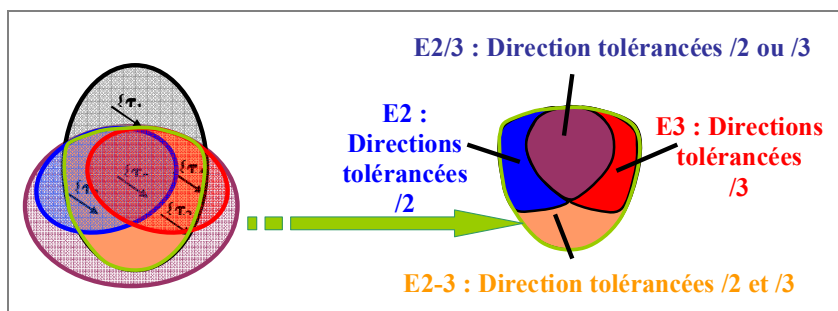 E2/3 : Direction tolérancées /2 ou /3
E2 :
Directions
tolérancées
/2
E3 : Directions
tolérancées
/3
E2-3 : Direction tolérancées /2 et /3